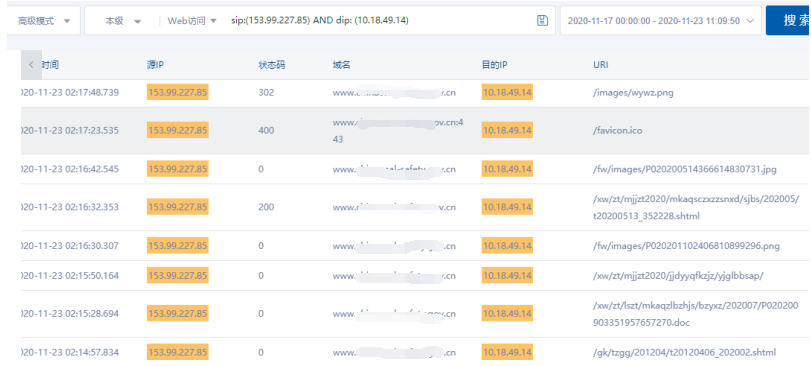 高级模式 本级 Web访问 sip:(153.99.227.85) AND dip: (10.18.49.14) 2020-11-17 00:00:00 - 2020-11-23 11:09:50 搜索
时间 源IP 状态码 域名 目的IP URI
020-11-23 02:17:48.739 153.99.227.85 302 www. .cn 10.18.49.14 /images/wywz.png
020-11-23 02:17:23.535 153.99.227.85 400 www. ov.cn:4
43 10.18.49.14 /favicon.ico
020-11-23 02:16:42.545 153.99.227.85 0 www. .cn 10.18.49.14 /fw/images/P020200514366614830731.jpg
020-11-23 02:16:32.353 153.99.227.85 200 www. .cn 10.18.49.14 /xw/zt/mjjzt2020/mkaqsczxzzsnxd/sjbs/202005/
t20200513_352228.shtml
020-11-23 02:16:30.307 153.99.227.85 0 www. .cn 10.18.49.14 /fw/images/P020201102406810899296.png
020-11-23 02:15:50.164 153.99.227.85 0 www. .cn 10.18.49.14 /xw/zt/mjjzt2020/jjdyyqfkzjz/yjglbbsap/
020-11-23 02:15:28.694 153.99.227.85 0 www. .cn 10.18.49.14 /xw/zt/lszt/mkaqzlbzhjs/bzyxz/202007/P020200
903351957657270.doc
020-11-23 02:14:57.834 153.99.227.85 0 www. .cn 10.18.49.14 /gk/tzgg/201204/t20120406_202002.shtml